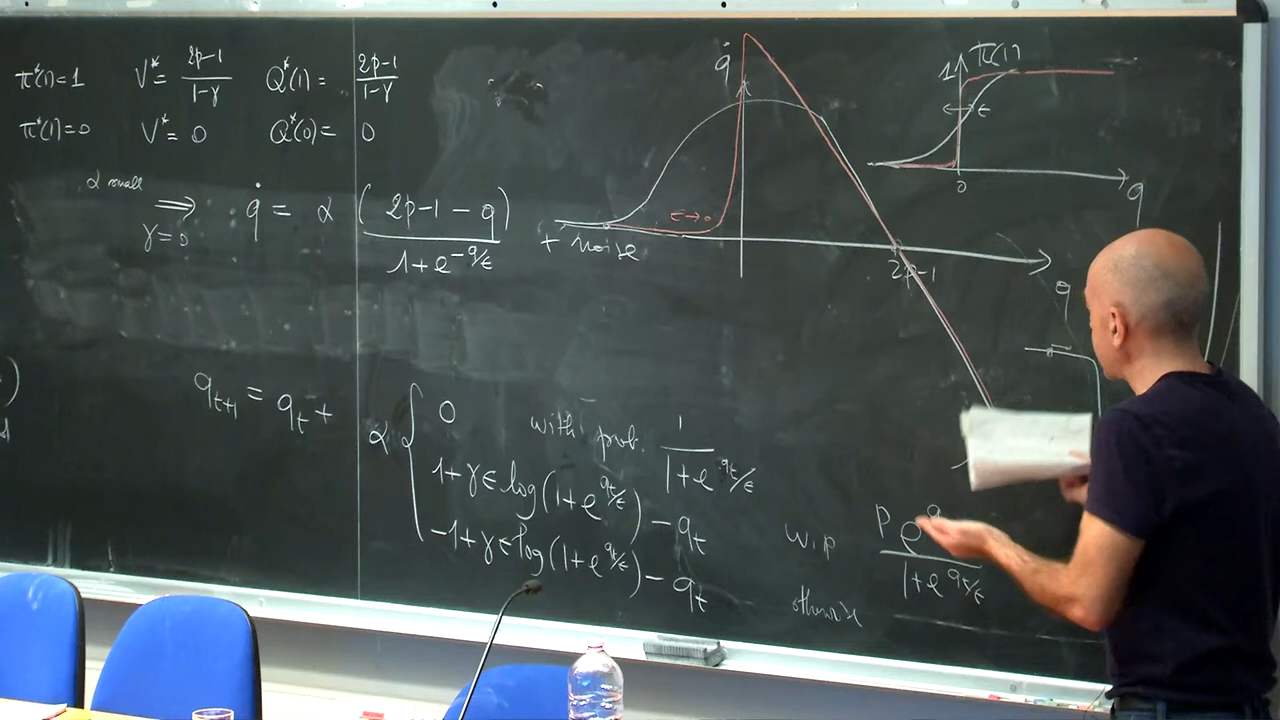 π*(1)=1 V* = (2p-1)/(1-γ) Q*(1) = (2p-1)/(1-γ)
π*(1)=0 V* = 0 Q*(0) = 0
α small
⟹ q̇ = α (2p-1-q)/(1+e^{-q/ϵ}) + noise
γ=0
q̇
ϵ→0
2p-1
q
1 π(1)
ϵ
0
q
q_{t+1} = q_t + α {
0 with prob. 1/(1+e^{q_t/ϵ})
1+γϵ log(1+e^{q_t/ϵ}) - q_t w.p p e^{q}/(1+e^{q_t/ϵ})
-1+γϵ log(1+e^{q_t/ϵ}) - q_t otherwise